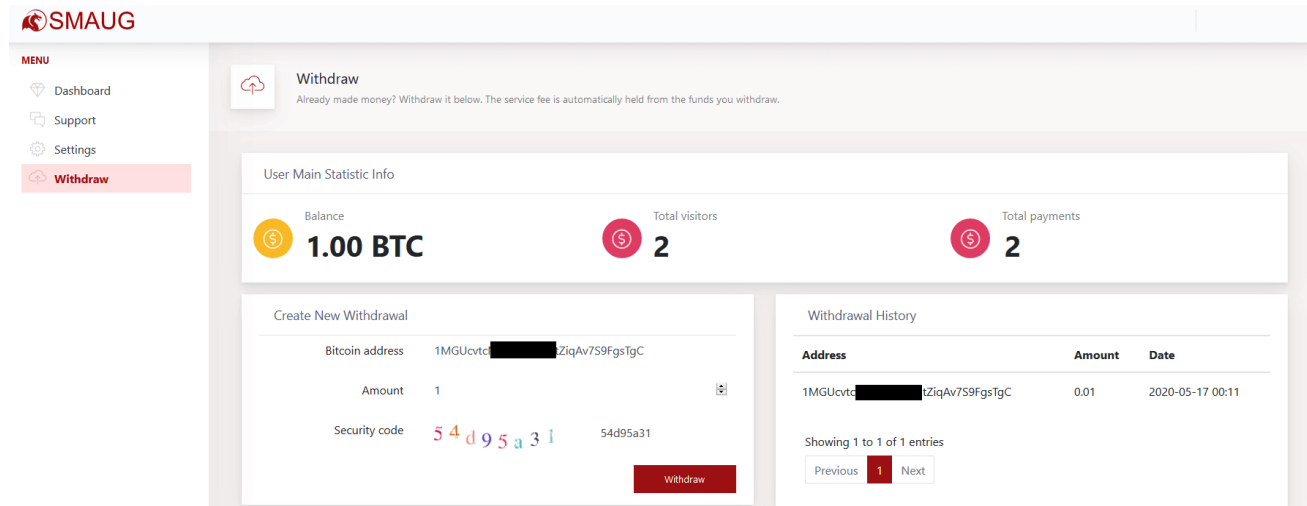 SMAUG
MENU
Dashboard
Support
Settings
Withdraw
Withdraw
Already made money? Withdraw it below. The service fee is automatically held from the funds you withdraw.
User Main Statistic Info
Balance
1.00 BTC
Total visitors
2
Total payments
2
Create New Withdrawal
Bitcoin address 1MGUcvtcl tZiqAv7S9FgsTgC
Amount 1
Security code 54d95a31 54d95a31
Withdraw
Withdrawal History
Address Amount Date
1MGUcvtc tZiqAv7S9FgsTgC 0.01 2020-05-17 00:11
Showing 1 to 1 of 1 entries
Previous 1 Next